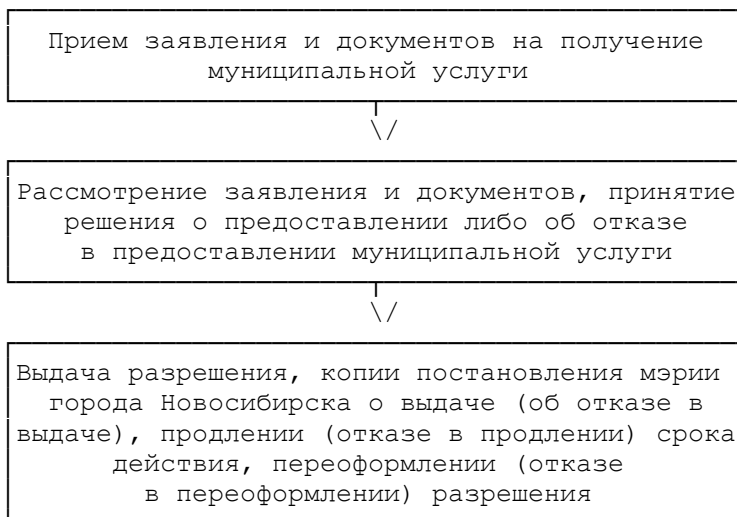 Прием заявления и документов на получение
муниципальной услуги
\/
Рассмотрение заявления и документов, принятие
решения о предоставлении либо об отказе
в предоставлении муниципальной услуги
\/
Выдача разрешения, копии постановления мэрии
города Новосибирска о выдаче (об отказе в
выдаче), продлении (отказе в продлении) срока
действия, переоформлении (отказе
в переоформлении) разрешения